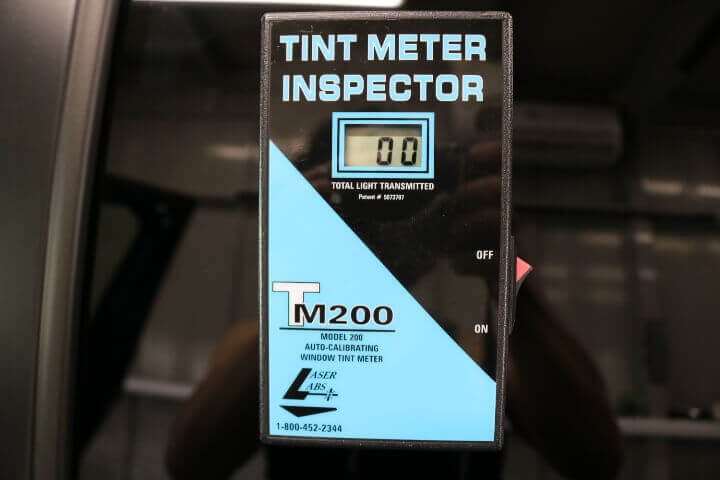 TINT METER
INSPECTOR
00
TOTAL LIGHT TRANSMITTED
Patent # 5073707
OFF
ON
TM200
MODEL 200
AUTO-CALIBRATING
WINDOW TINT METER
LASER
LABS
1-800-452-2344